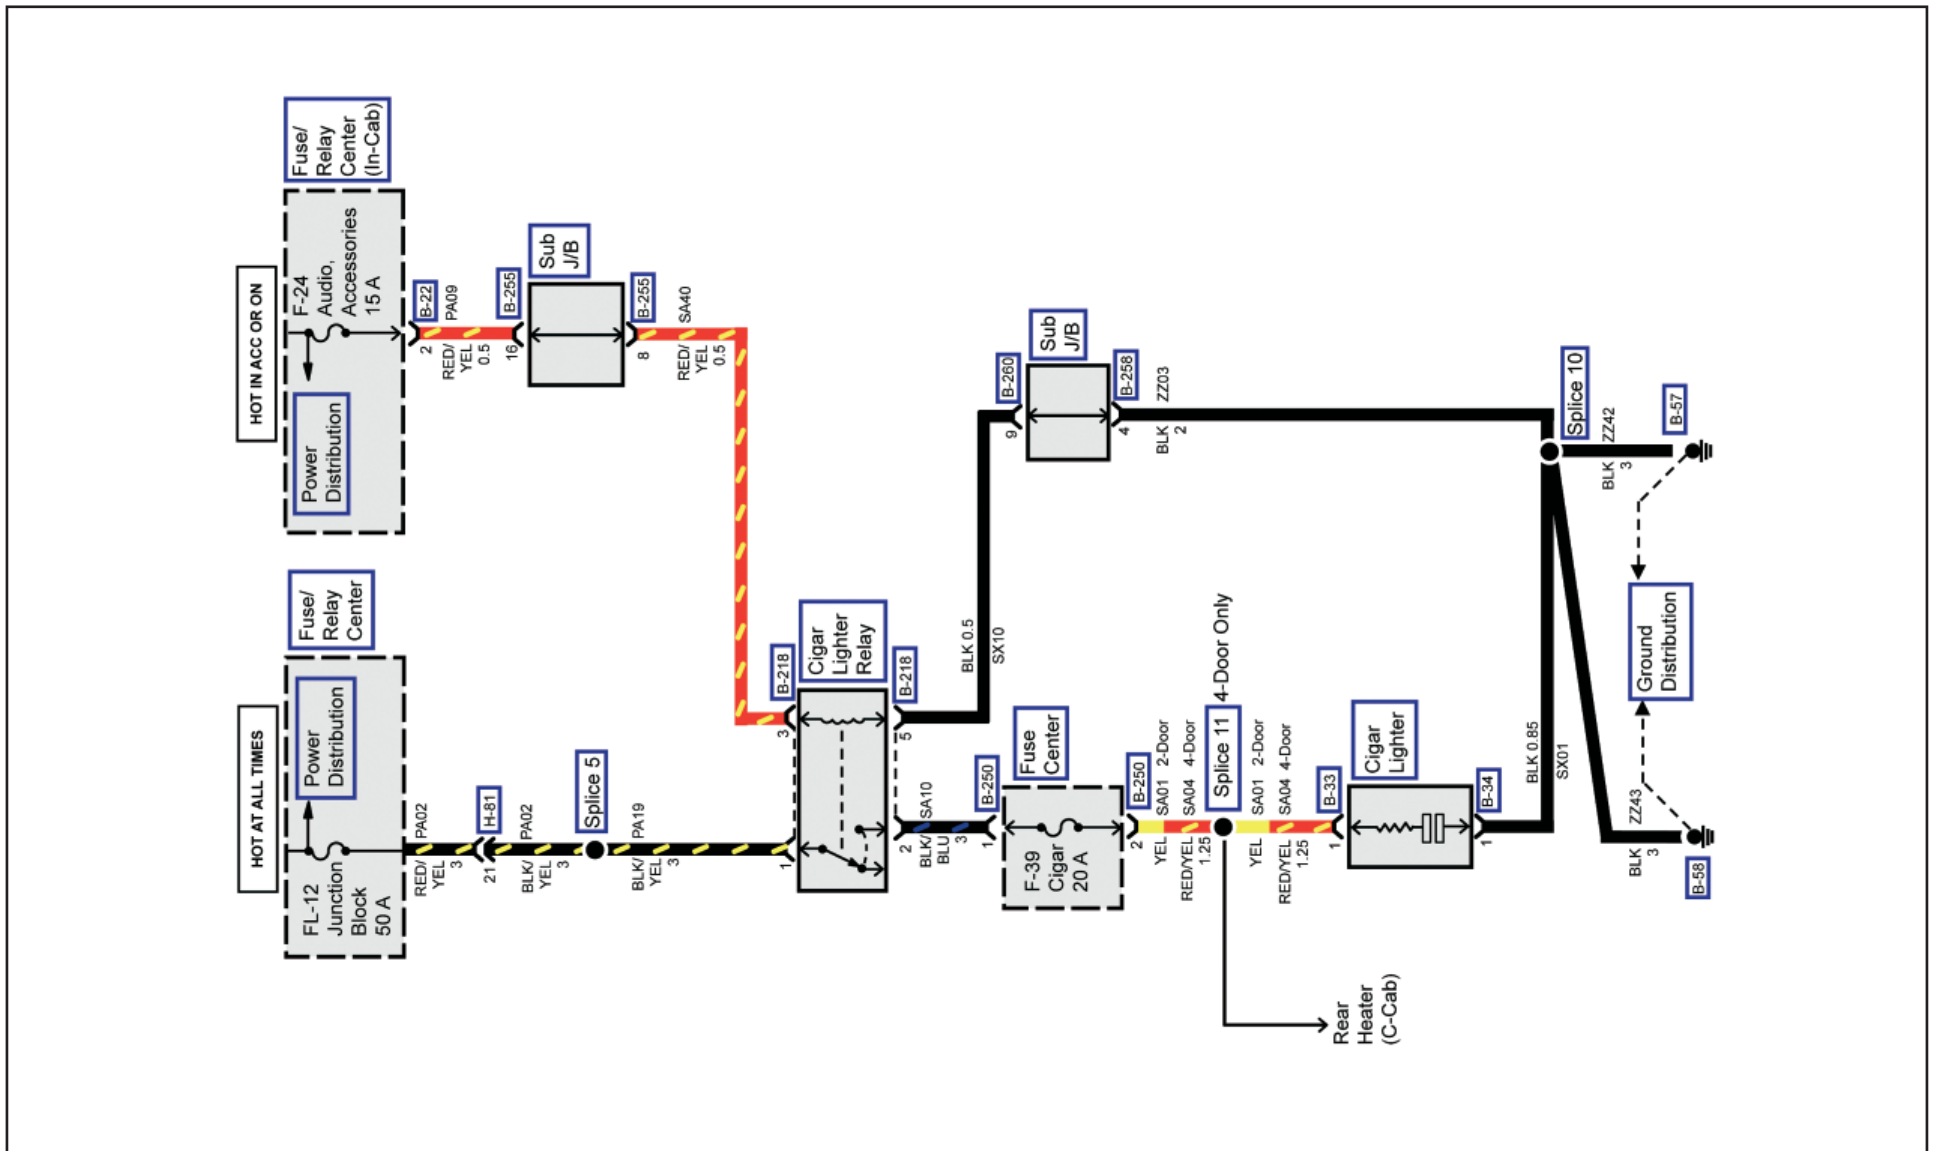 HOT AT ALL TIMES
HOT IN ACC OR ON
FL-12
Junction
Block
50 A
Power
Distribution
Fuse/
Relay
Center
Power
Distribution
F-24
Audio,
Accessories
15 A
Fuse/
Relay
Center
(In-Cab)
RED/
YEL
3
PA02
21
H-81
BLK/
YEL
3
PA02
Splice 5
BLK/
YEL
3
PA19
2
B-22
RED/
YEL
0.5
PA09
16
B-255
Sub
J/B
8
B-255
RED/
YEL
0.5
SA40
1
3
B-218
Cigar
Lighter
Relay
2
5
B-218
BLK/
BLU
3
SA10
1
B-250
BLK 0.5
SX10
9
B-260
Sub
J/B
4
B-258
BLK
2
ZZ03
F-39
Cigar
20 A
Fuse
Center
2
B-250
YEL
SA01 2-Door
RED/YEL
1.25
SA04 4-Door
Splice 11
4-Door Only
YEL
SA01 2-Door
RED/YEL
1.25
SA04 4-Door
1
B-33
Rear
Heater
(C-Cab)
Cigar
Lighter
1
B-34
BLK 0.85
SX01
Splice 10
BLK
3
ZZ43
BLK
3
ZZ42
Ground
Distribution
B-58
B-57